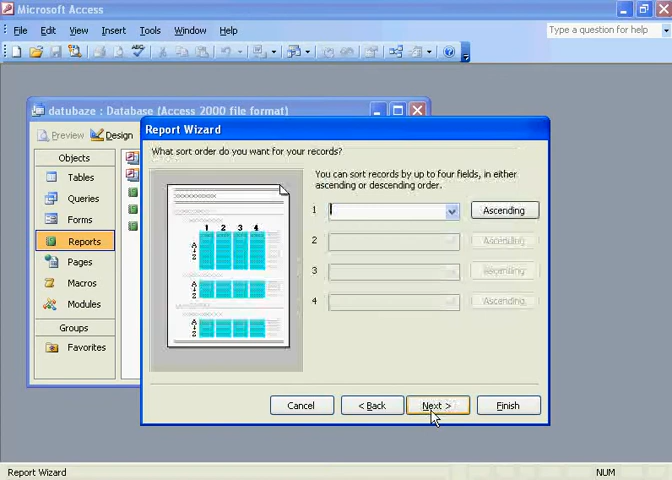 Microsoft Access
File Edit View Insert Tools Window Help
Type a question for help
datubaze : Database (Access 2000 file format)
Preview Design
Report Wizard
What sort order do you want for your records?
Objects
Tables
Queries
Forms
Reports
Pages
Macros
Modules
Groups
Favorites
You can sort records by up to four fields, in either
ascending or descending order.
1 Ascending
2 Ascending
3 Ascending
4 Ascending
1 2 3 4
A
Z
A
Z
A
Z
Cancel < Back Next > Finish
Report Wizard
NUM